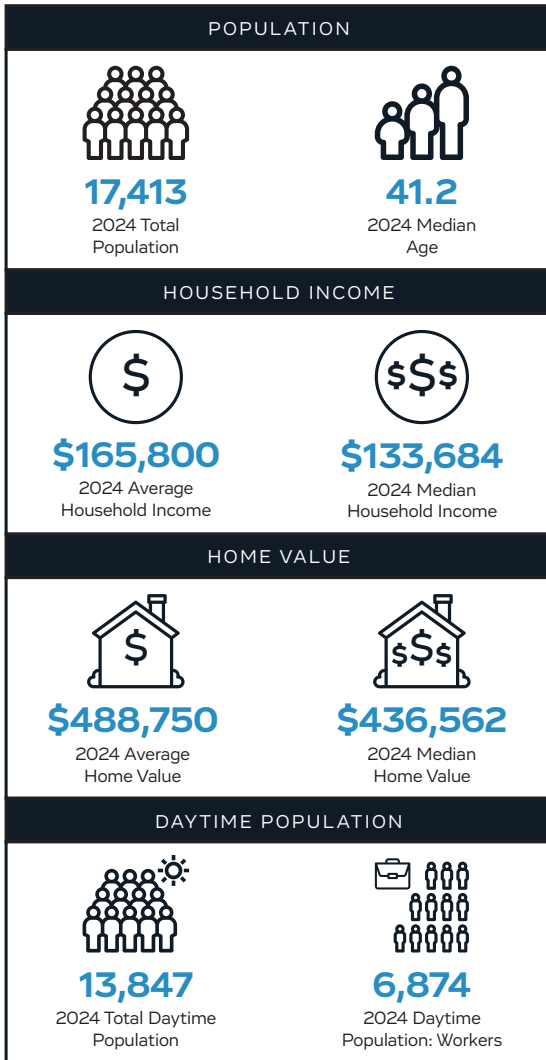 POPULATION
17,413
2024 Total
Population
41.2
2024 Median
Age
HOUSEHOLD INCOME
$
$165,800
2024 Average
Household Income
$$$
$133,684
2024 Median
Household Income
HOME VALUE
$
$488,750
2024 Average
Home Value
$$$
$436,562
2024 Median
Home Value
DAYTIME POPULATION
13,847
2024 Total Daytime
Population
6,874
2024 Daytime
Population: Workers